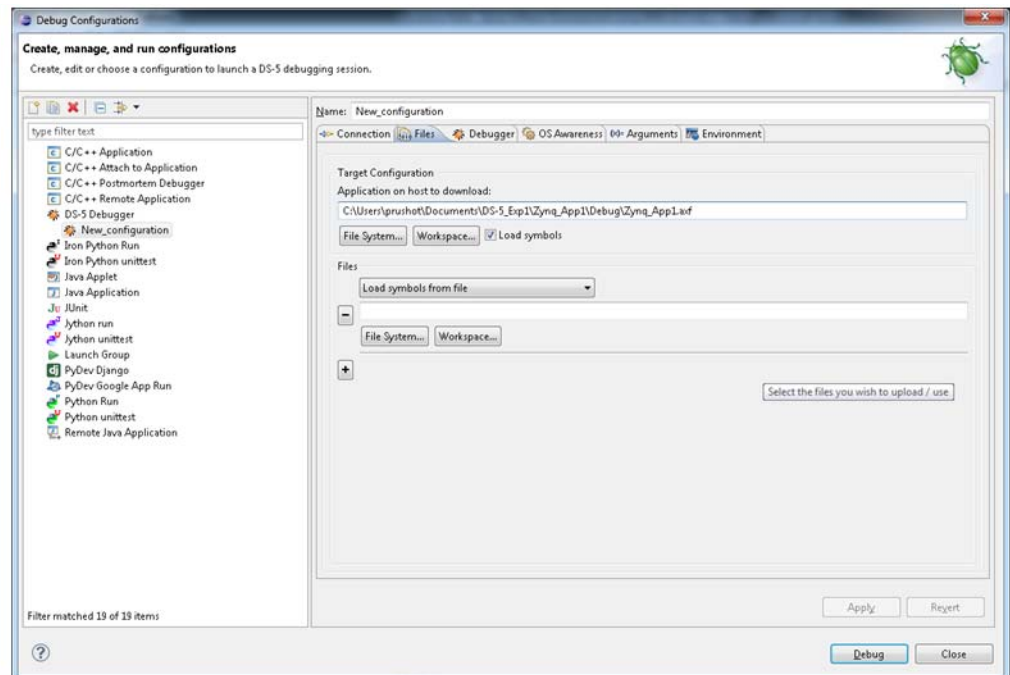 Debug Configurations
Create, manage, and run configurations
Create, edit or choose a configuration to launch a DS-5 debugging session.
type filter text
C/C++ Application
C/C++ Attach to Application
C/C++ Postmortem Debugger
C/C++ Remote Application
DS-5 Debugger
New_configuration
Iron Python Run
Iron Python unittest
Java Applet
Java Application
JUnit
Jython run
Jython unittest
Launch Group
PyDev Django
PyDev Google App Run
Python Run
Python unittest
Remote Java Application
Filter matched 19 of 19 items
Name: New_configuration
Connection Files Debugger OS Awareness Arguments Environment
Target Configuration
Application on host to download:
C:\Users\prushot\Documents\DS-5_Exp1\Zynq_App1\Debug\Zynq_App1.axf
File System... Workspace... Load symbols
Files
Load symbols from file
File System... Workspace...
Select the files you wish to upload / use
Apply Revert
Debug Close